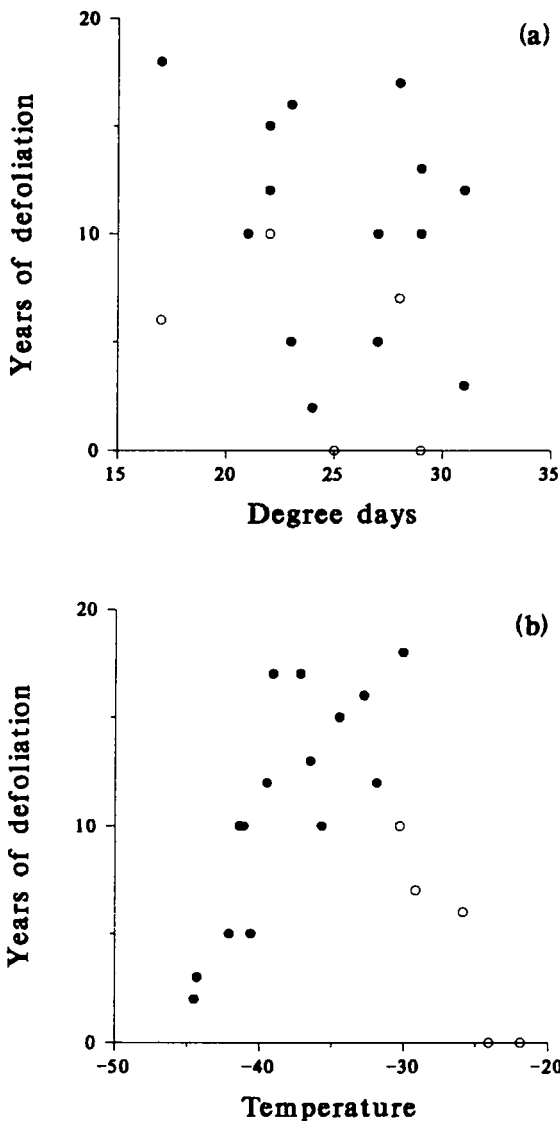 (a)
20
10
0
Years of defoliation
15 20 25 30 35
Degree days
(b)
20
10
0
Years of defoliation
−50 −40 −30 −20
Temperature